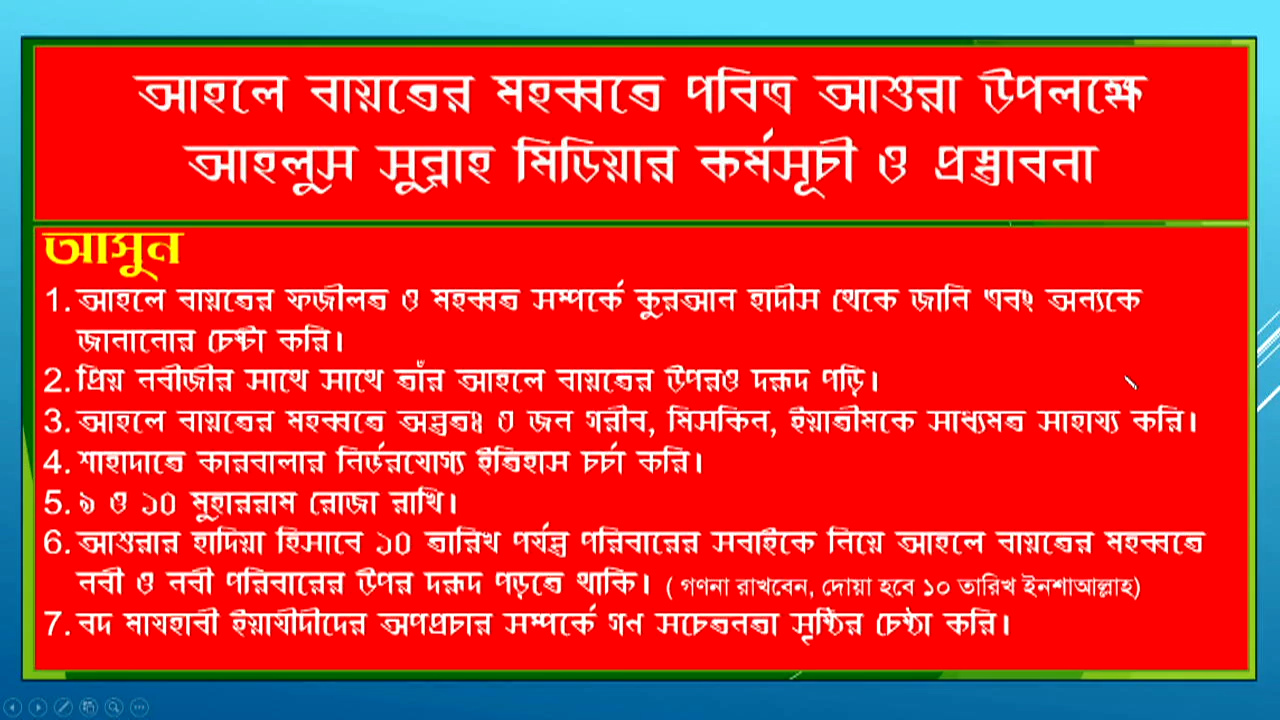 আহলে বায়তের মহব্বতে পবিত্র আশুরা উপলক্ষে
আহলুস সুন্নাহ মিডিয়ার কর্মসূচী ও প্রস্তাবনা
আসুন
1. আহলে বায়তের ফজীলত ও মহব্বত সম্পর্কে কুরআন হাদীস থেকে জানি এবং অন্যকে
জানানোর চেষ্টা করি।
2. প্রিয় নবীজীর সাথে সাথে তাঁর আহলে বায়তের উপরও দরূদ পড়ি।
3. আহলে বায়তের মহব্বতে অন্ততঃ ৩ জন গরীব, মিসকিন, ইয়াতীমকে সাধ্যমত সাহায্য করি।
4. শাহাদাতে কারবালার নির্ভরযোগ্য ইতিহাস চর্চা করি।
5. ৯ ও ১০ মুহাররাম রোজা রাখি।
6. আশুরার হাদিয়া হিসাবে ১০ তারিখ পর্যন্ত পরিবারের সবাইকে নিয়ে আহলে বায়তের মহব্বতে
নবী ও নবী পরিবারের উপর দরূদ পড়তে থাকি। ( গণনা রাখবেন, দোয়া হবে ১০ তারিখ ইনশাআল্লাহ)
7. বদ মাযহাবী ইয়াযীদীদের অপপ্রচার সম্পর্কে গণ সচেতনতা সৃষ্ঠির চেষ্ঠা করি।